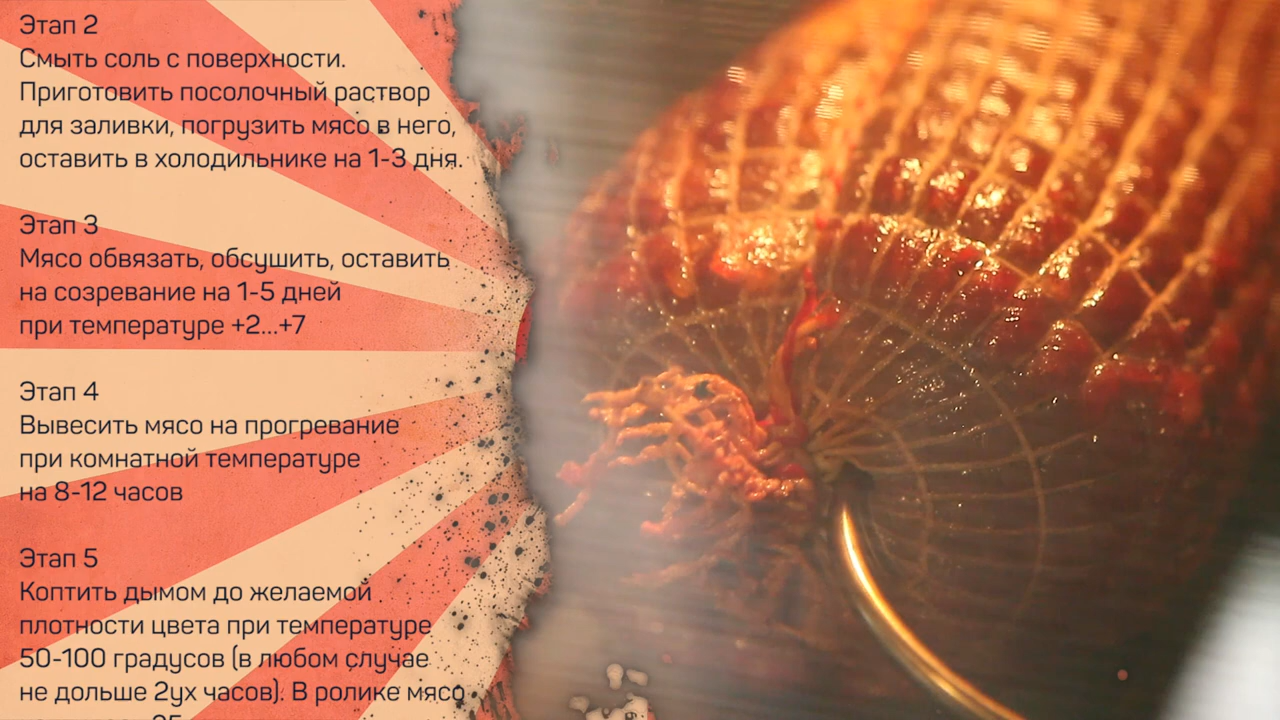 Этап 2
Смыть соль с поверхности.
Приготовить посолочный раствор
для заливки, погрузить мясо в него,
оставить в холодильнике на 1-3 дня.
Этап 3
Мясо обвязать, обсушить, оставить
на созревание на 1-5 дней
при температуре +2...+7
Этап 4
Вывесить мясо на прогревание
при комнатной температуре
на 8-12 часов
Этап 5
Коптить дымом до желаемой
плотности цвета при температуре
50-100 градусов (в любом случае
не дольше 2ух часов). В ролике мясо